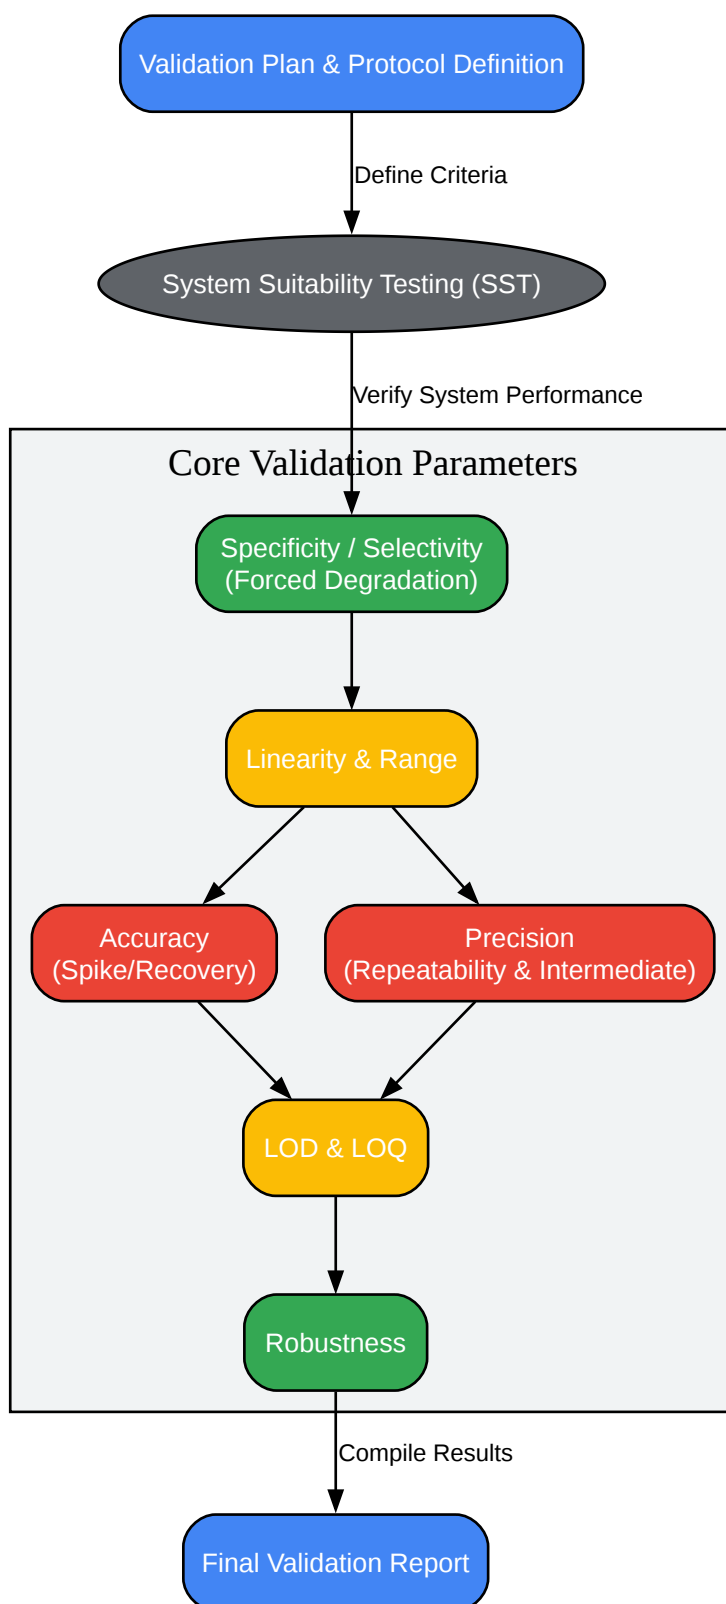 Validation Plan & Protocol Definition
Define Criteria
System Suitability Testing (SST)
Verify System Performance
Core Validation Parameters
Specificity / Selectivity
(Forced Degradation)
Linearity & Range
Accuracy
(Spike/Recovery)
Precision
(Repeatability & Intermediate)
LOD & LOQ
Robustness
Compile Results
Final Validation Report